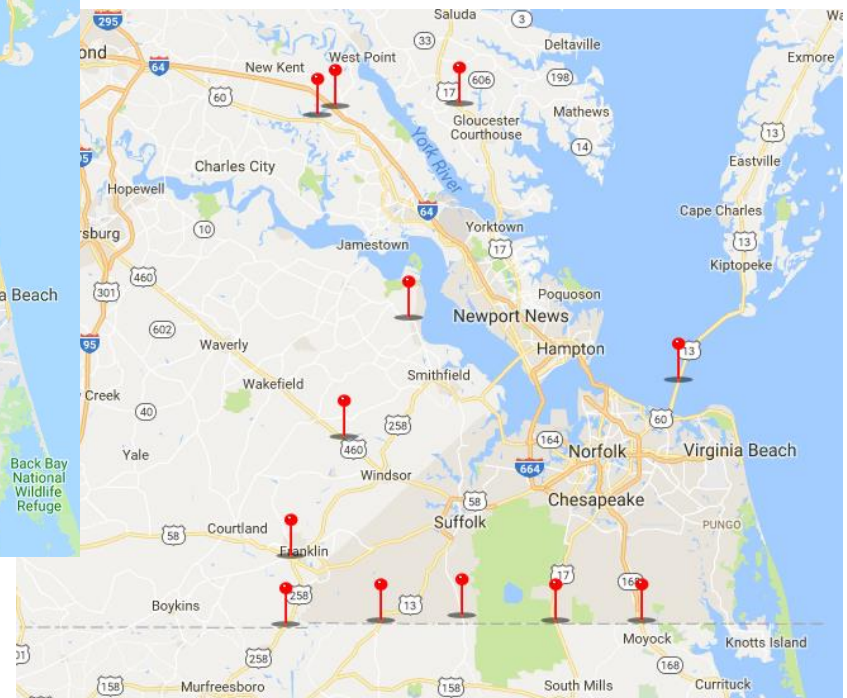 Saluda
3
295
33
Deltaville
ond
64
New Kent
West Point
Exmore
60
17
606
198
Gloucester
Courthouse
Mathews
13
14
York River
Charles City
Eastville
Hopewell
64
Cape Charles
rsburg
10
Yorktown
Jamestown
17
13
Kiptopeke
460
301
a Beach
Poquoson
602
Newport News
95
Waverly
Hampton
13
Smithfield
Wakefield
Creek
40
258
60
164
Yale
460
Norfolk
Virginia Beach
Back Bay
National
Wildlife
Refuge
Windsor
664
58
Chesapeake
Suffolk
PUNGO
58
Courtland
Franklin
17
168
258
13
Boykins
Moyock
Knotts Island
258
168
158
Murfreesboro
158
South Mills
Currituck